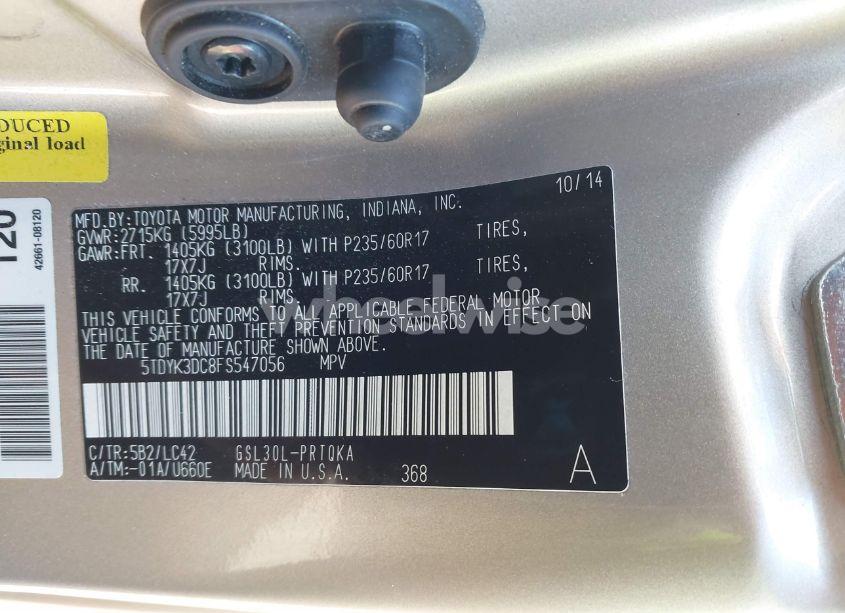 DUCED
ginal load
120
42661-08120
10/14
MFD.BY:TOYOTA MOTOR MANUFACTURING, INDIANA, INC.
GVWR:2715KG (5995LB)
GAWR:FRT. 1405KG (3100LB) WITH P235/60R17 TIRES,
17X7J RIMS.
RR. 1405KG (3100LB) WITH P235/60R17 TIRES,
17X7J RIMS.
THIS VEHICLE CONFORMS TO ALL APPLICABLE FEDERAL MOTOR
VEHICLE SAFETY AND THEFT PREVENTION STANDARDS IN EFFECT ON
THE DATE OF MANUFACTURE SHOWN ABOVE.
5TDYK3DC8FS547056 MPV
C/TR:5B2/LC42 GSL30L-PRTQKA
A/TM:-01A/U660E MADE IN U.S.A. 368 A
wheelwise